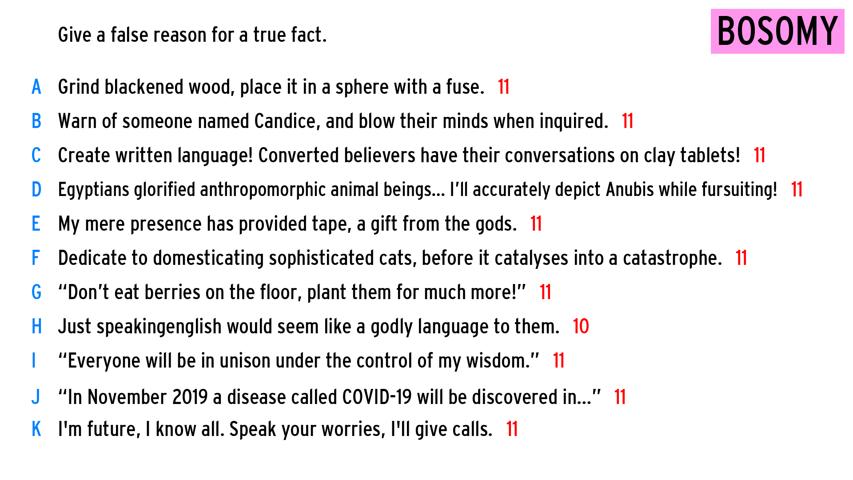 Give a false reason for a true fact.
BOSOMY
A Grind blackened wood, place it in a sphere with a fuse. 11
B Warn of someone named Candice, and blow their minds when inquired. 11
C Create written language! Converted believers have their conversations on clay tablets! 11
D Egyptians glorified anthropomorphic animal beings... I'll accurately depict Anubis while fursuiting! 11
E My mere presence has provided tape, a gift from the gods. 11
F Dedicate to domesticating sophisticated cats, before it catalyses into a catastrophe. 11
G “Don't eat berries on the floor, plant them for much more!” 11
H Just speakingenglish would seem like a godly language to them. 10
I “Everyone will be in unison under the control of my wisdom.” 11
J “In November 2019 a disease called COVID-19 will be discovered in...” 11
K I'm future, I know all. Speak your worries, I'll give calls. 11